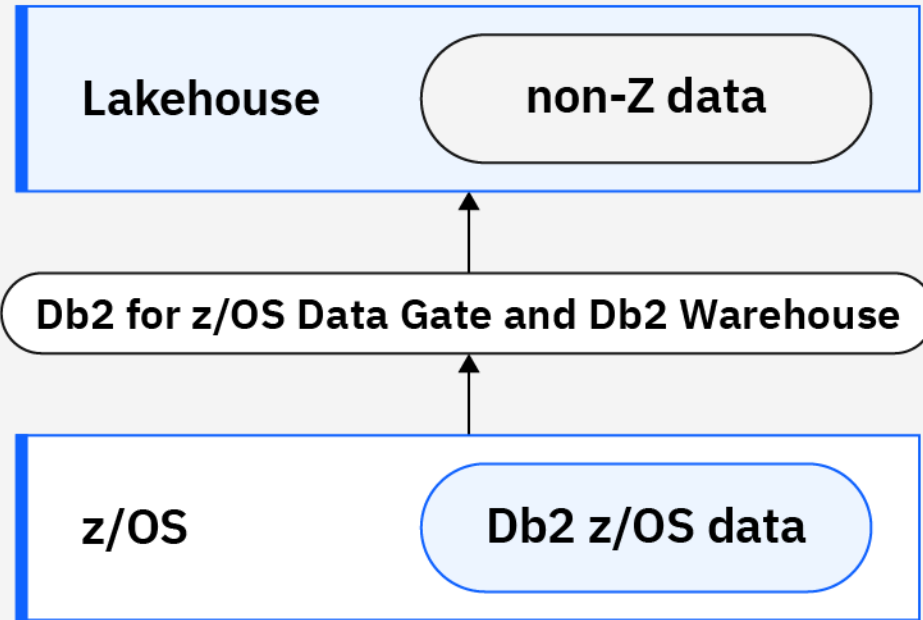 Lakehouse
non-Z data
Db2 for z/OS Data Gate and Db2 Warehouse
z/OS
Db2 z/OS data